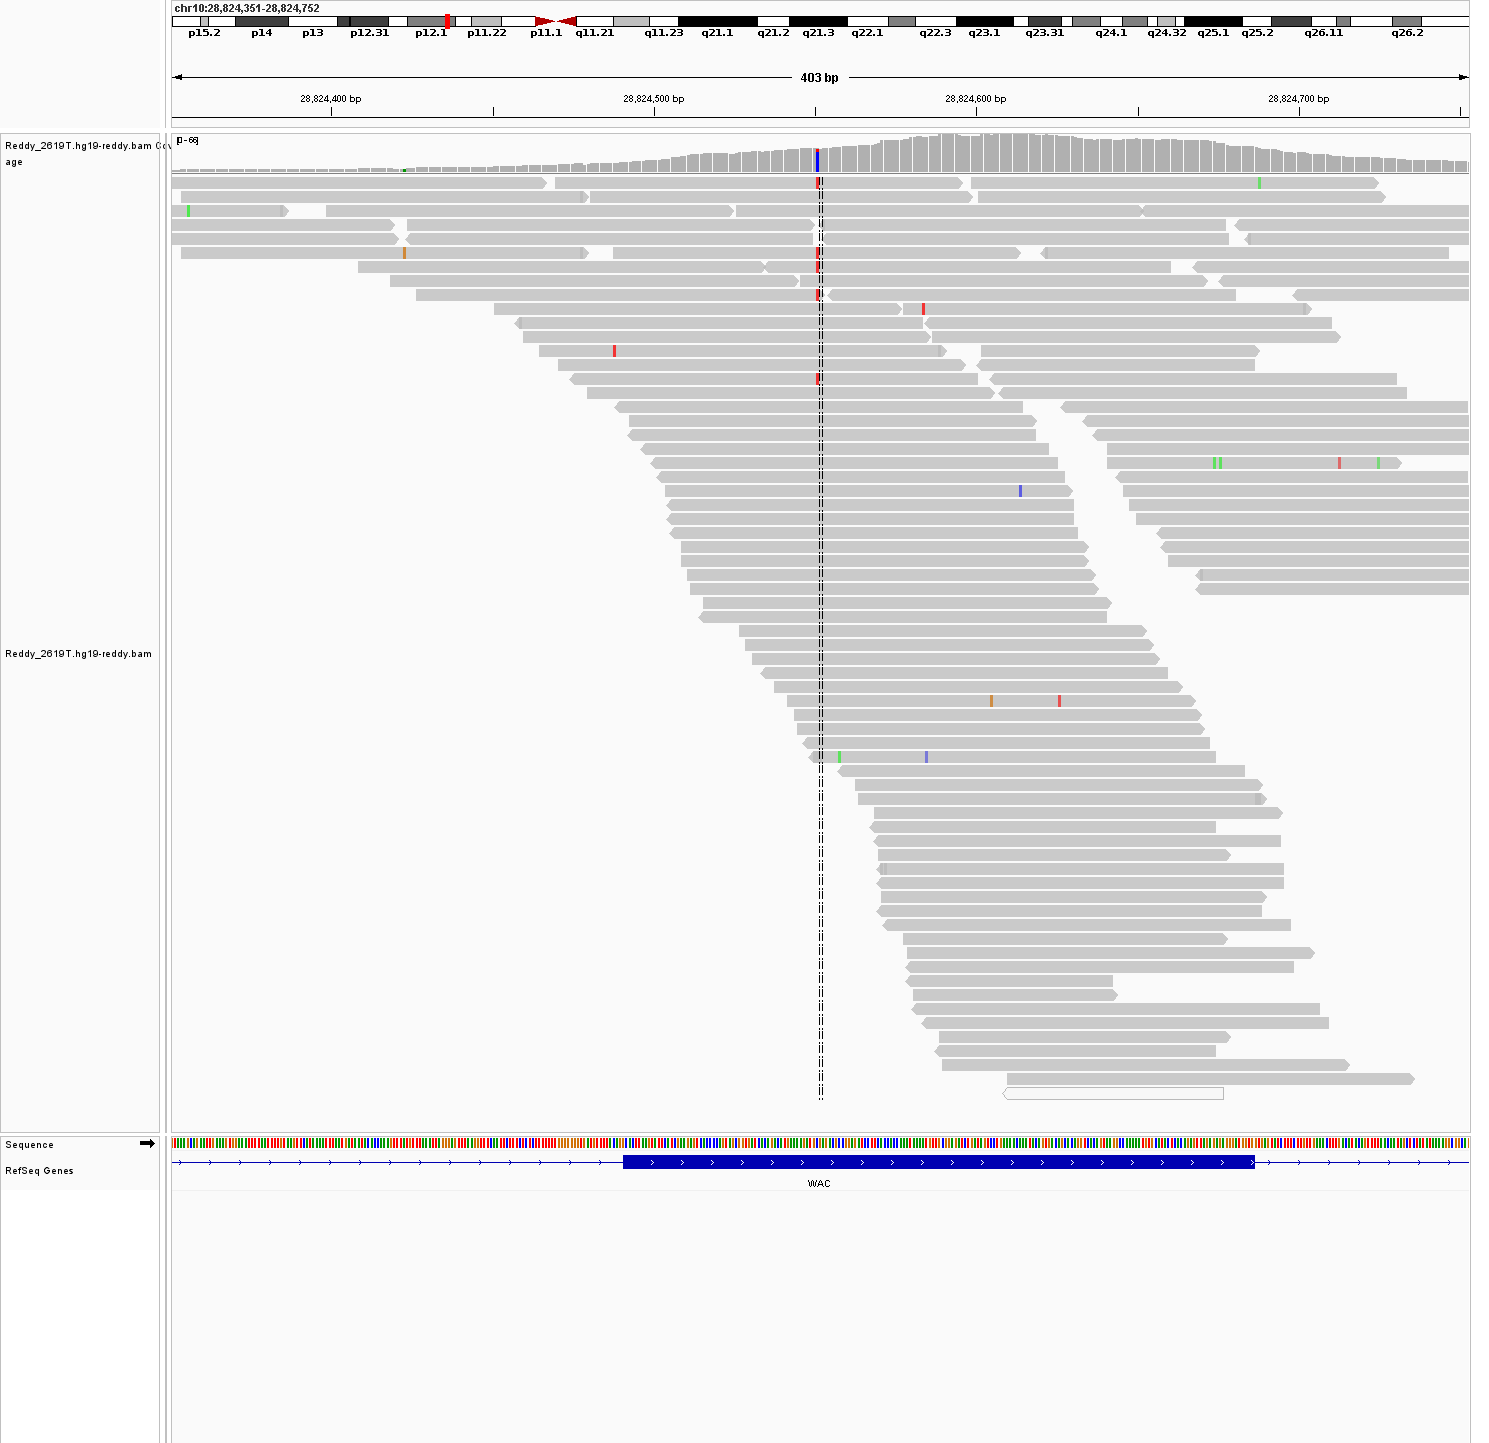 chr10:28,824,351-28,824,752
p15.2 p14 p13 p12.31 p12.1 p11.22 p11.1 q11.21 q11.23 q21.1 q21.2 q21.3 q22.1 q22.3 q23.1 q23.31 q24.1 q24.32 q25.1 q25.2 q26.11 q26.2
403 bp
28,824,400 bp 28,824,500 bp 28,824,600 bp 28,824,700 bp
Reddy_2619T.hg19-reddy.bam Cov
age
[0-66]
Reddy_2619T.hg19-reddy.bam
Sequence
RefSeq Genes
WAC